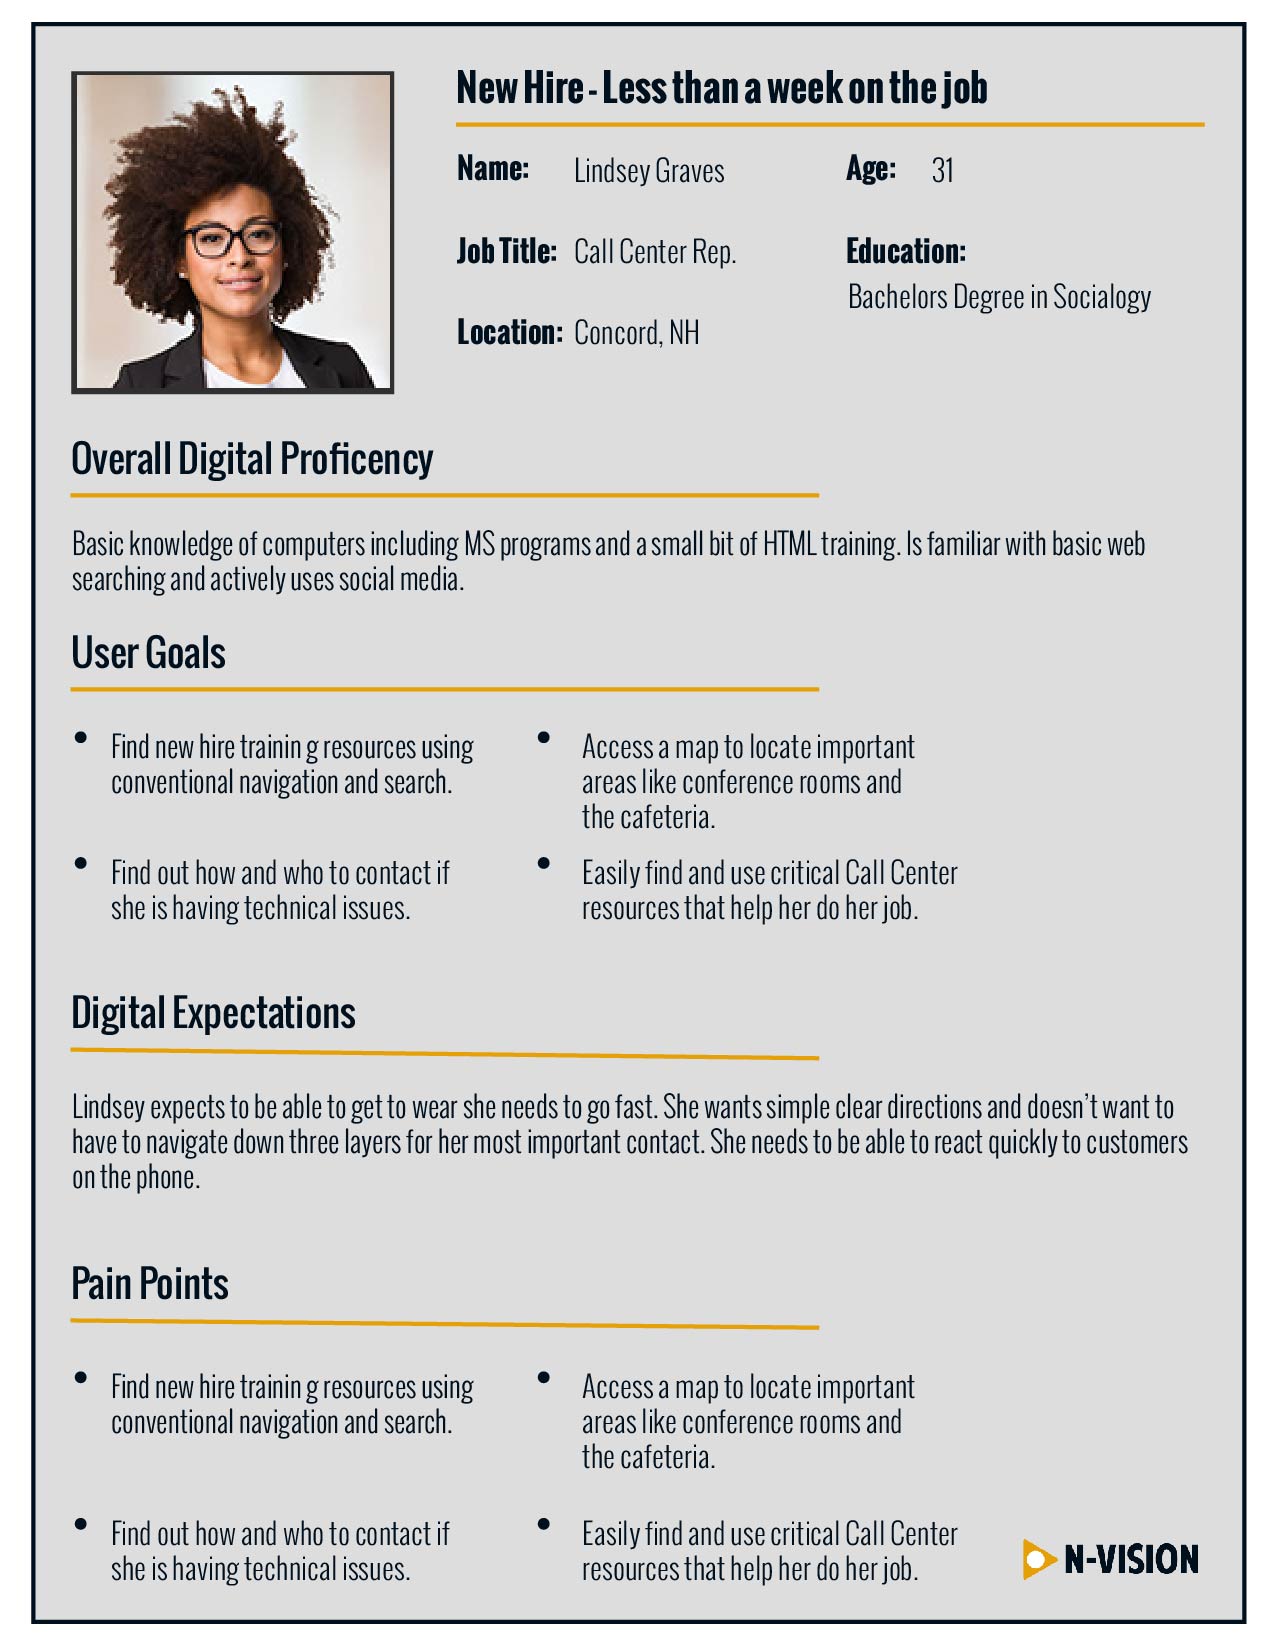 New Hire - Less than a week on the job
Name: Lindsey Graves
Age: 31
Job Title: Call Center Rep.
Education:
Bachelors Degree in Socialogy
Location: Concord, NH
Overall Digital Proficency
Basic knowledge of computers including MS programs and a small bit of HTML training. Is familiar with basic web
searching and actively uses social media.
User Goals
• Find new hire trainin g resources using
conventional navigation and search.
• Access a map to locate important
areas like conference rooms and
the cafeteria.
• Find out how and who to contact if
she is having technical issues.
• Easily find and use critical Call Center
resources that help her do her job.
Digital Expectations
Lindsey expects to be able to get to wear she needs to go fast. She wants simple clear directions and doesn't want to
have to navigate down three layers for her most important contact. She needs to be able to react quickly to customers
on the phone.
Pain Points
• Find new hire trainin g resources using
conventional navigation and search.
• Access a map to locate important
areas like conference rooms and
the cafeteria.
• Find out how and who to contact if
she is having technical issues.
• Easily find and use critical Call Center
resources that help her do her job.
N-VISION